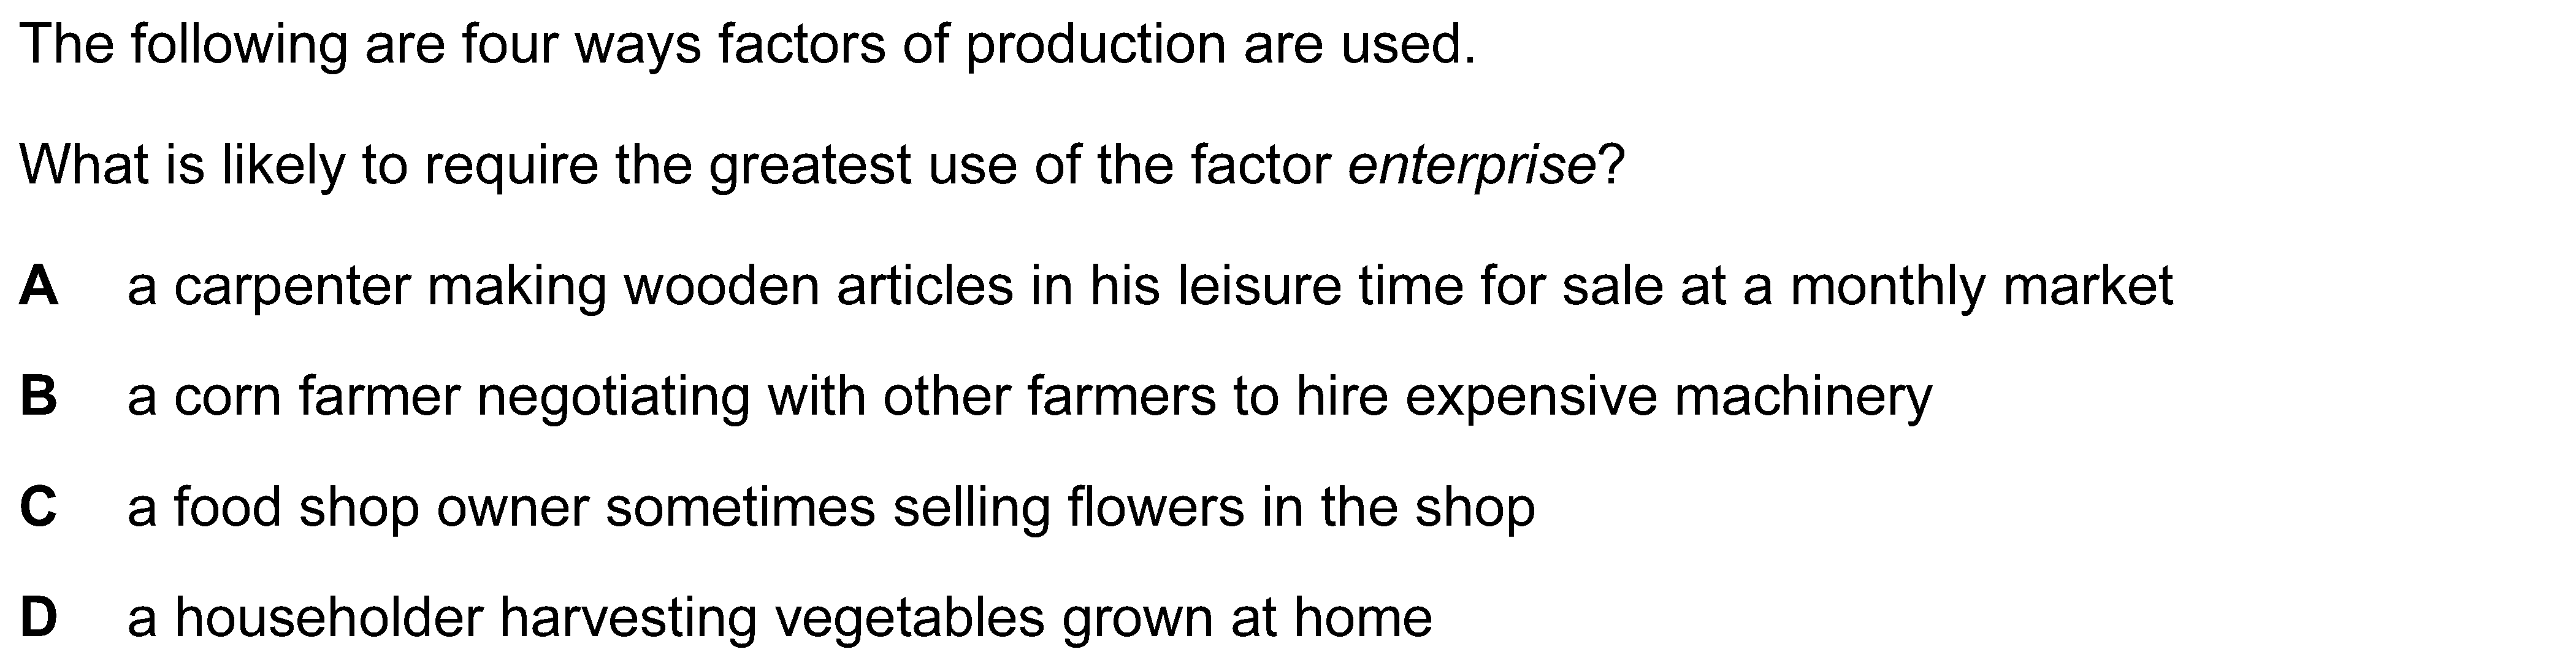 The following are four ways factors of production are used.
What is likely to require the greatest use of the factor enterprise?
A a carpenter making wooden articles in his leisure time for sale at a monthly market
B a corn farmer negotiating with other farmers to hire expensive machinery
C a food shop owner sometimes selling flowers in the shop
D a householder harvesting vegetables grown at home